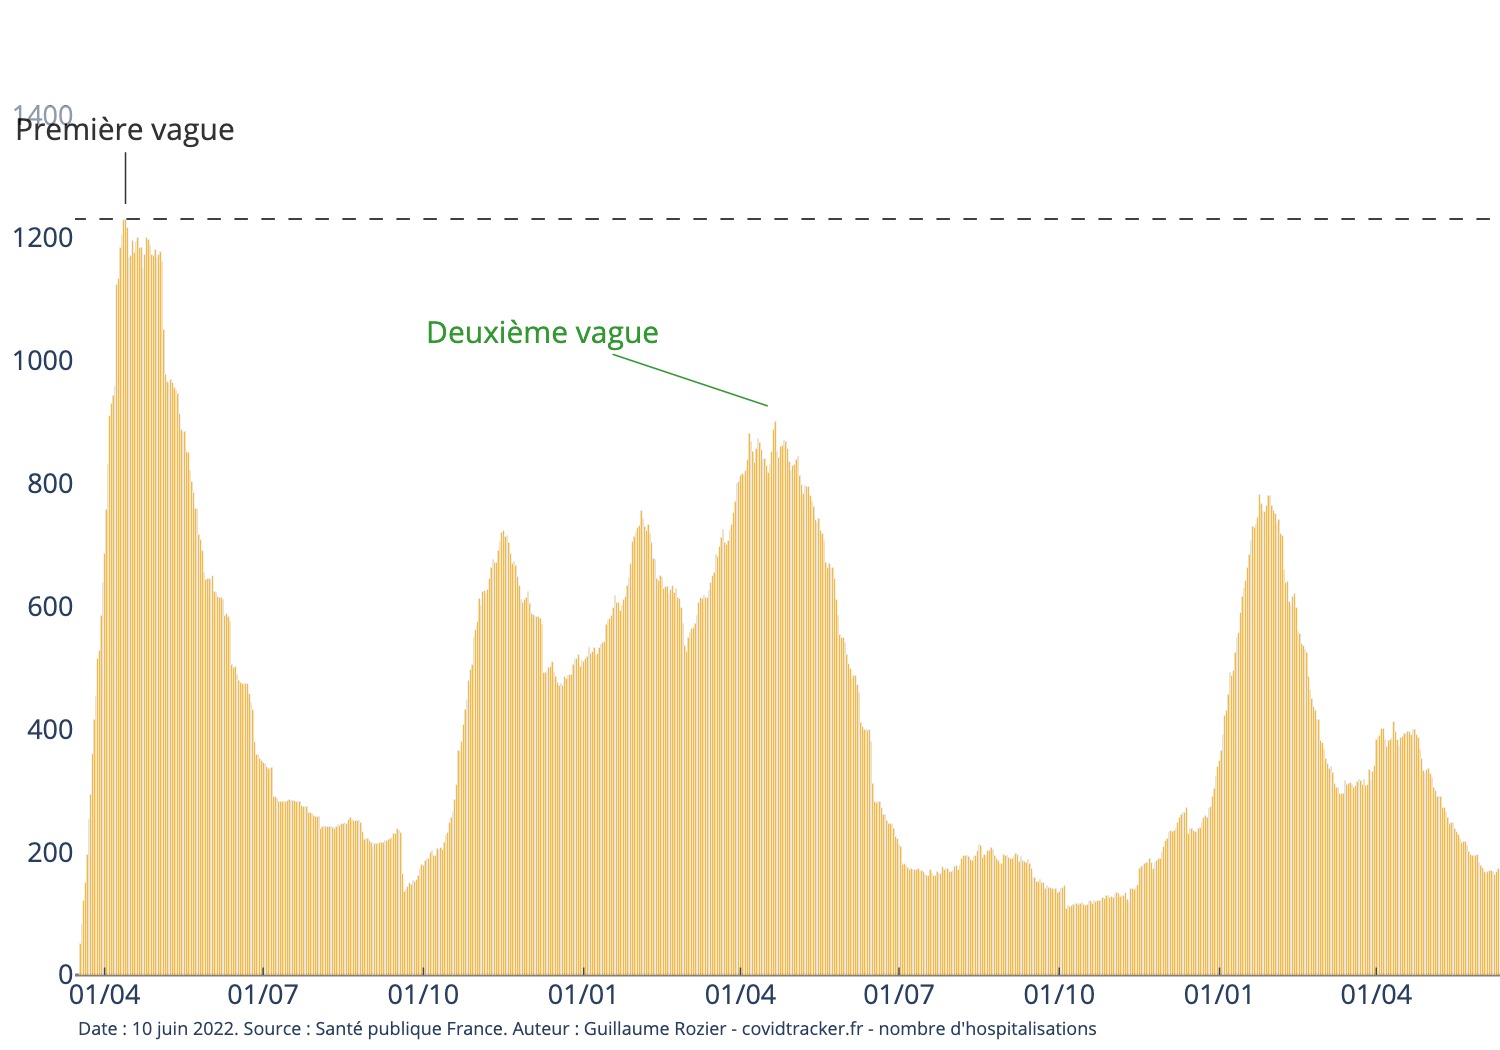 1400
Première vague
1200
Deuxième vague
1000
800
600
400
200
0
01/04 01/07 01/10 01/01 01/04 01/07 01/10 01/01 01/04
Date : 10 juin 2022. Source : Santé publique France. Auteur : Guillaume Rozier - covidtracker.fr - nombre d'hospitalisations